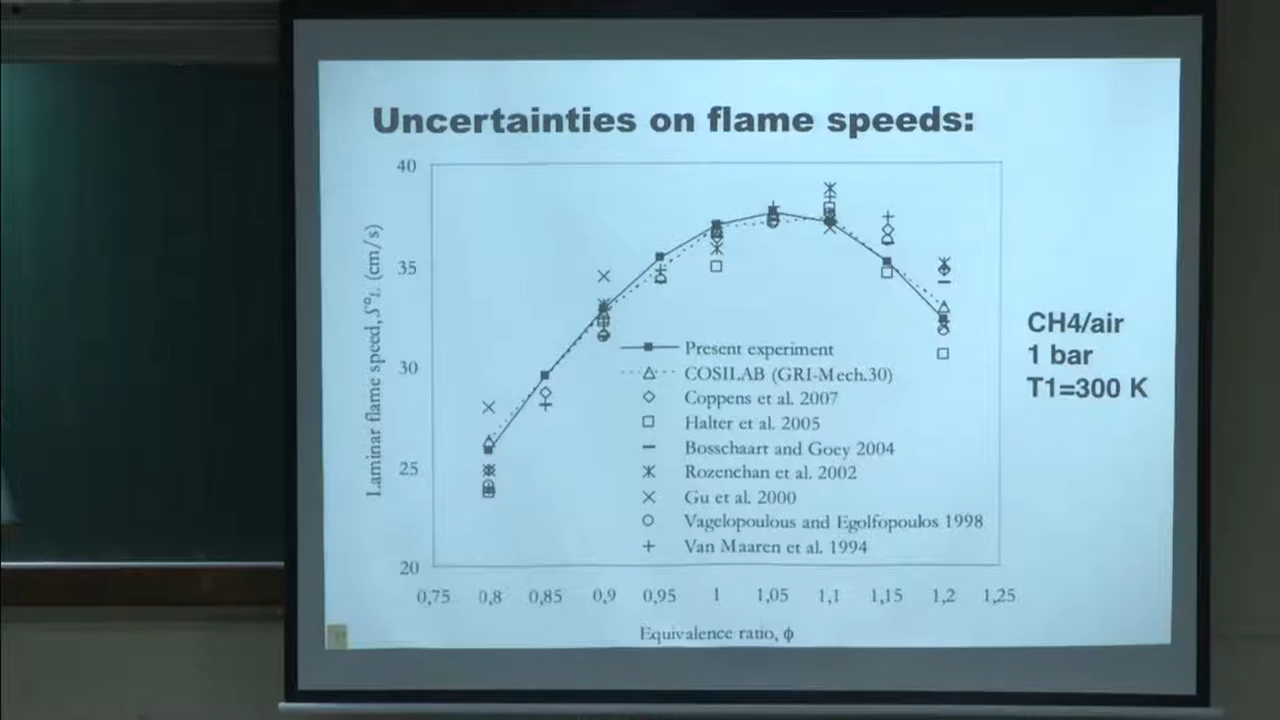 Uncertainties on flame speeds:
40
35
30
25
20
Laminar flame speed, S°L (cm/s)
Present experiment
COSILAB (GRI-Mech.30)
Coppens et al. 2007
Halter et al. 2005
Bosschaart and Goey 2004
Rozenchan et al. 2002
Gu et al. 2000
Vagelopoulous and Egolfopoulos 1998
Van Maaren et al. 1994
0,75 0,8 0,85 0,9 0,95 1 1,05 1,1 1,15 1,2 1,25
Equivalence ratio, ϕ
CH4/air
1 bar
T1=300 K